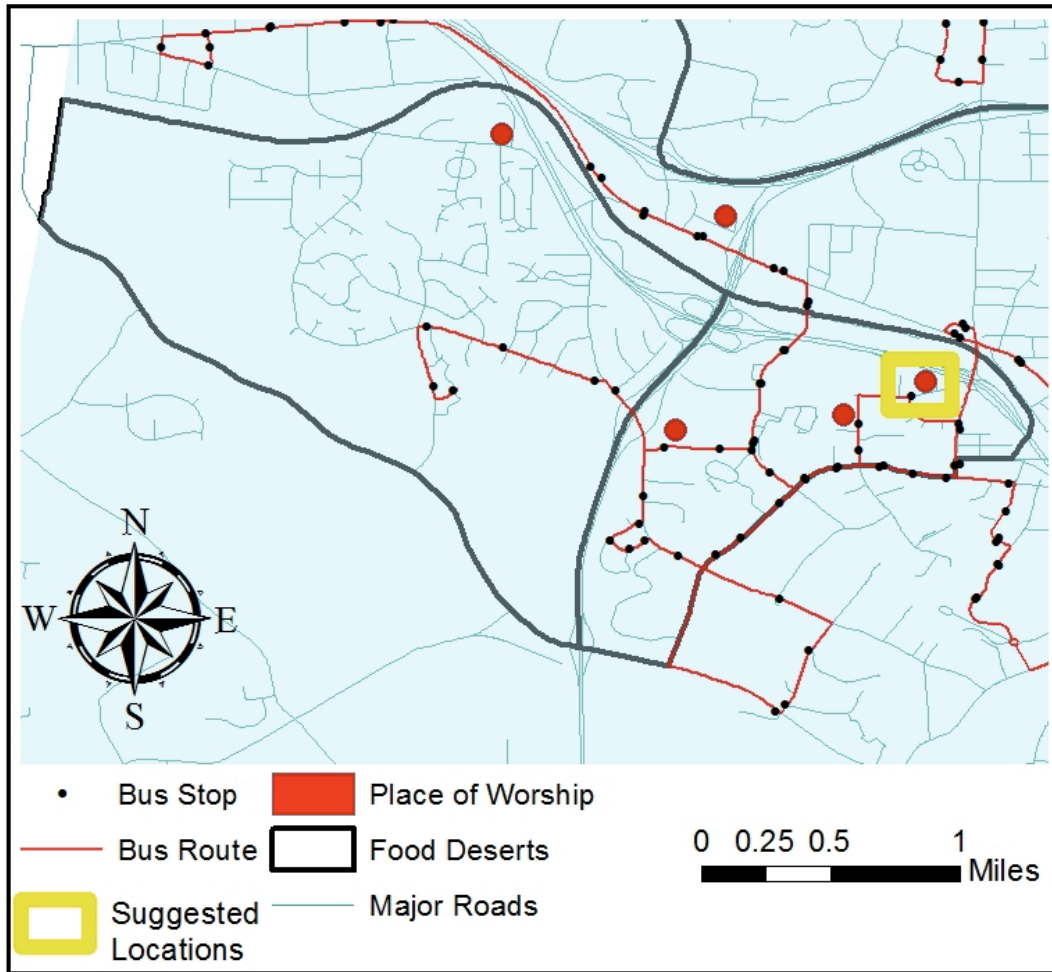 N
W E
S
Bus Stop Place of Worship
Bus Route Food Deserts
Suggested
Locations
Major Roads
0 0.25 0.5 1
Miles